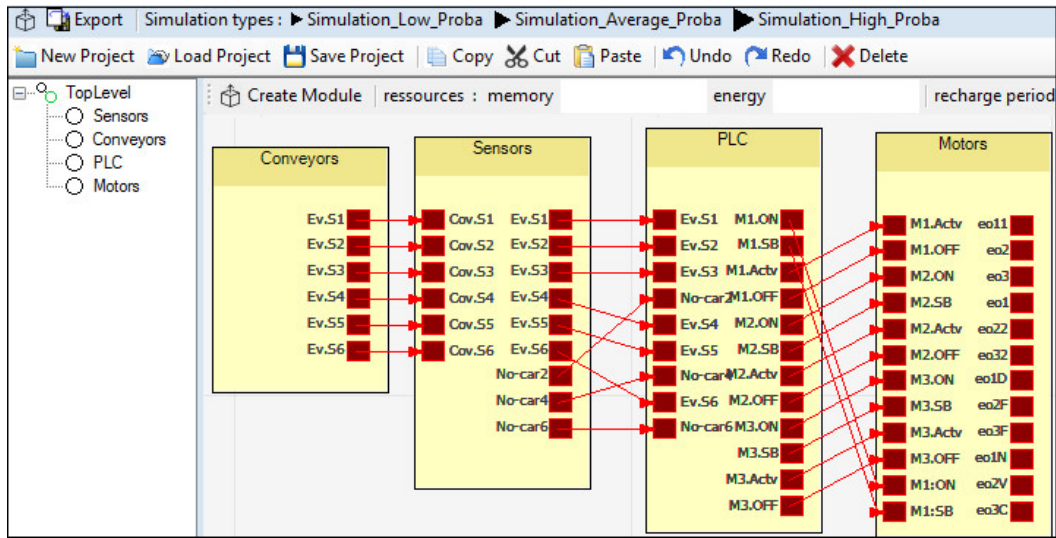 Export Simulation types : Simulation_Low_Proba Simulation_Average_Proba Simulation_High_Proba
New Project Load Project Save Project Copy Cut Paste Undo Redo Delete
TopLevel
Sensors
Conveyors
PLC
Motors
Create Module ressources : memory energy recharge period
Conveyors
Ev.S1
Ev.S2
Ev.S3
Ev.S4
Ev.S5
Ev.S6
Sensors
Cov.S1 Ev.S1
Cov.S2 Ev.S2
Cov.S3 Ev.S3
Cov.S4 Ev.S4
Cov.S5 Ev.S5
Cov.S6 Ev.S6
No-car2
No-car4
No-car6
PLC
Ev.S1 M1.ON
Ev.S2 M1.SB
Ev.S3 M1.Actv
No-car2 M1.OFF
Ev.S4 M2.ON
Ev.S5 M2.SB
No-car4 M2.Actv
Ev.S6 M2.OFF
No-car6 M3.ON
M3.SB
M3.Actv
M3.OFF
Motors
M1.Actv eo11
M1.OFF eo2
M2.ON eo3
M2.SB eo1
M2.Actv eo22
M2.OFF eo32
M3.ON eo1D
M3.SB eo2F
M3.Actv eo3F
M3.OFF eo1N
M1:ON eo2V
M1:SB eo3C